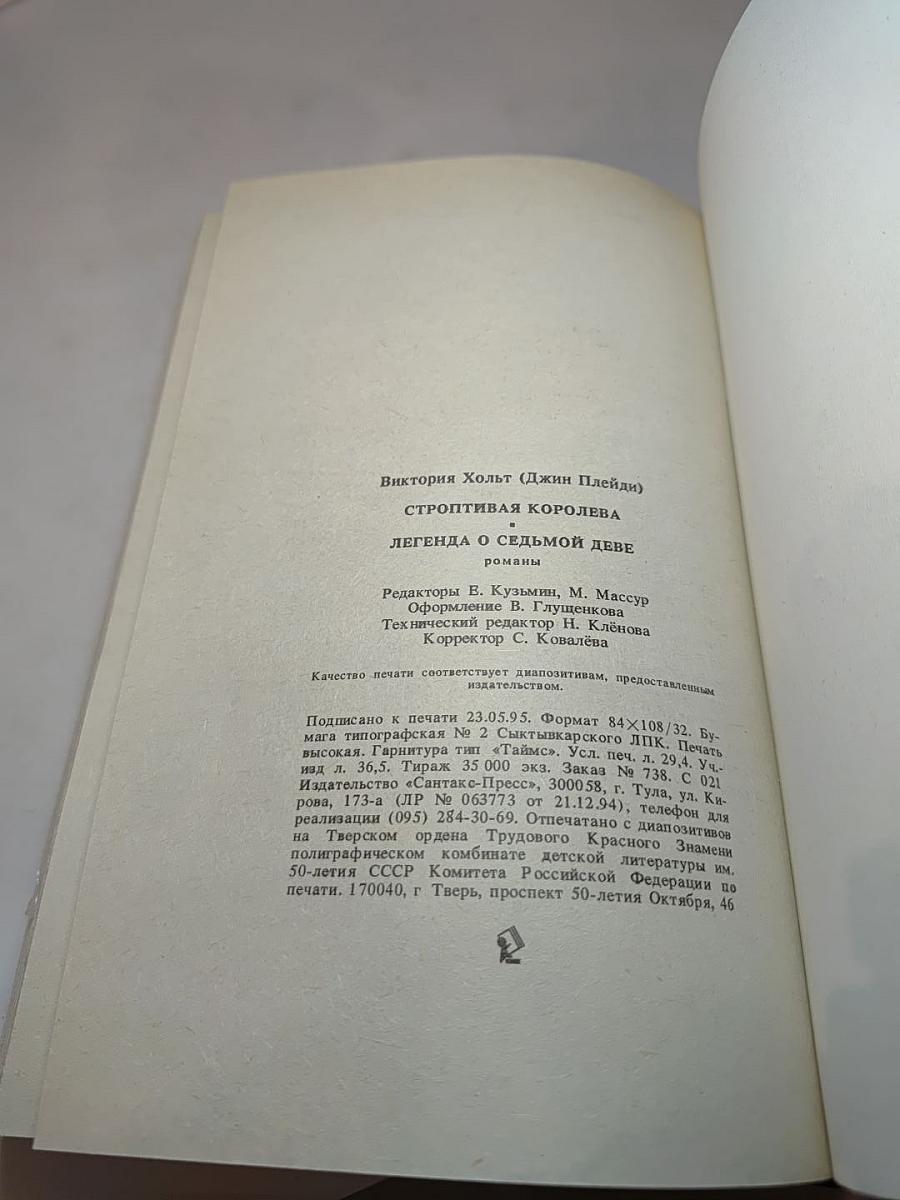 Виктория Хольт (Джин Плейди)
СТРОПТИВАЯ КОРОЛЕВА
ЛЕГЕНДА О СЕДЬМОЙ ДЕВЕ
романы
Редакторы Е. Кузьмин, М. Массур
Оформление В. Глущенкова
Технический редактор Н. Клёнова
Корректор С. Ковалёва
Качество печати соответствует диапозитивам, предоставленным
издательством.
Подписано к печати 23.05.95. Формат 84×108/32. Бу-
мага типографская № 2 Сыктывкарского ЛПК. Печать
высокая. Гарнитура тип «Таймс». Усл. печ. л. 29,4. Уч.-
изд л. 36,5. Тираж 35 000 экз. Заказ № 738. С 021
Издательство «Сантакс-Пресс», 300058, г. Тула, ул. Ки-
рова, 173-а (ЛР № 063773 от 21.12.94), телефон для
реализации (095) 284-30-69. Отпечатано с диапозитивов
на Тверском ордена Трудового Красного Знамени
полиграфическом комбинате детской литературы им.
50-летия СССР Комитета Российской Федерации по
печати. 170040, г Тверь, проспект 50-летия Октября, 46